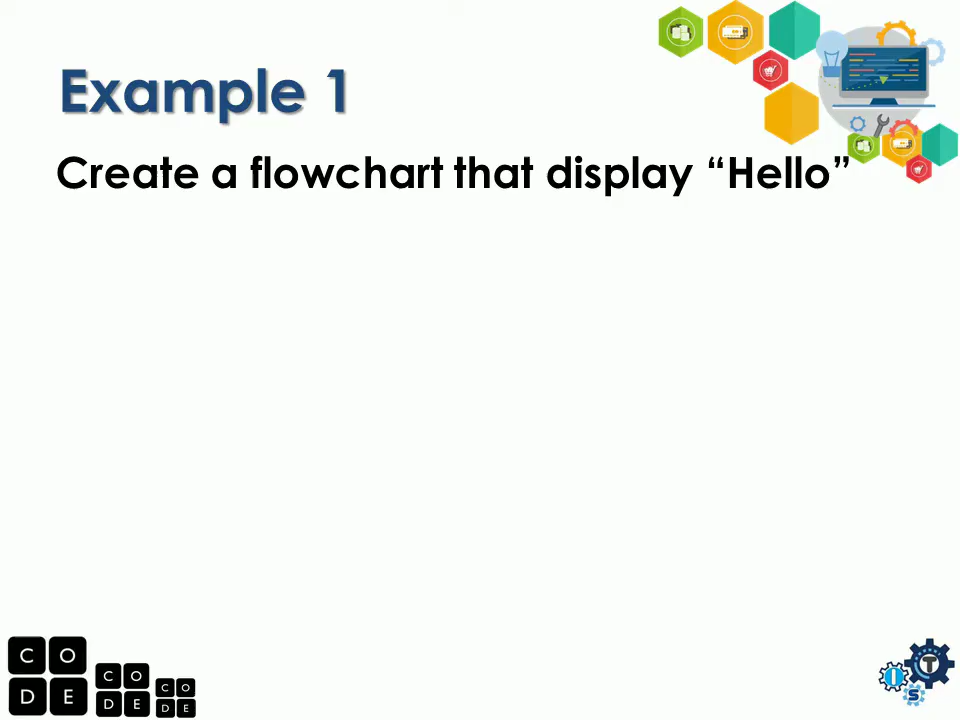 Example 1
Create a flowchart that display “Hello”
C O
D E
C O
D E
C O
D E
I T
S